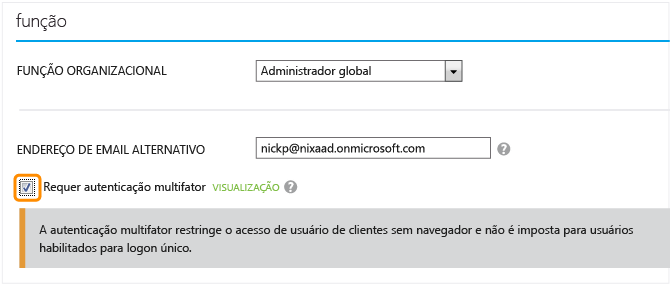 função
FUNÇÃO ORGANIZACIONAL Administrador global
ENDEREÇO DE EMAIL ALTERNATIVO nickp@nixaad.onmicrosoft.com ?
Requer autenticação multifator VISUALIZAÇÃO ?
A autenticação multifator restringe o acesso de usuário de clientes sem navegador e não é imposta para usuários
habilitados para logon único.